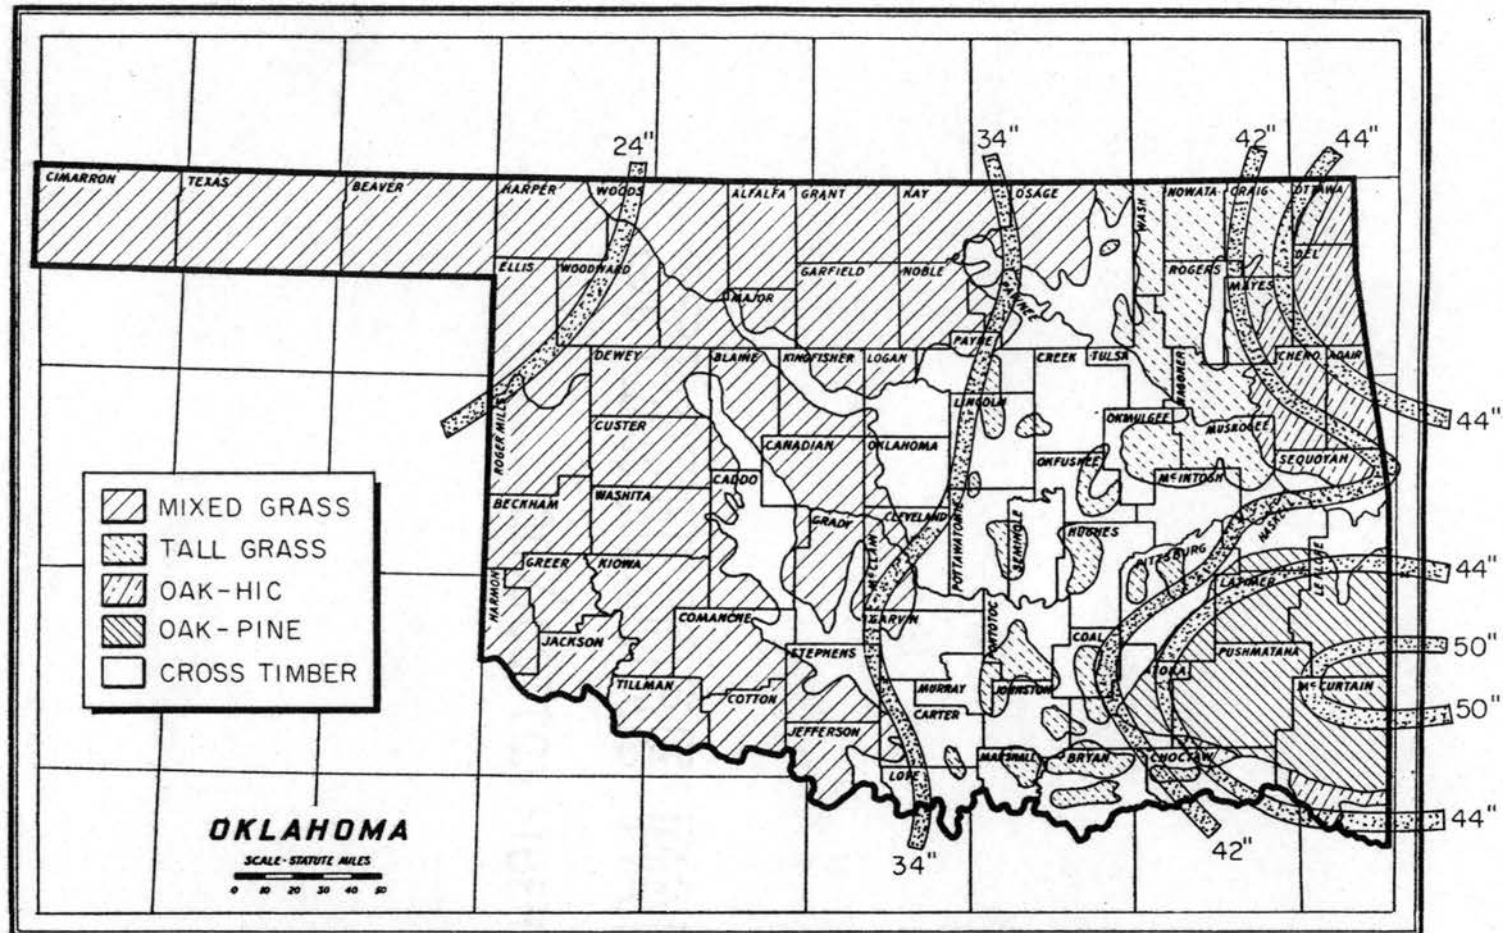 24" 34" 42" 44"
CIMARRON TEXAS BEAVER HARPER WOODS ALFALFA GRANT KAY OSAGE WASH NOWATA CRAIG OTTAWA
ELLIS WOODWARD MAJOR GARFIELD NOBLE PAWNEE ROGERS MAYES DEL
DEWEY BLAINE KINGFISHER LOGAN PAYNE CREEK TULSA WAGONER CHERO. ADAIR
44"
ROGER MILLS CUSTER CANADIAN OKLAHOMA LINCOLN OKMULGEE MUSKOGEE
BECKHAM WASHITA CADDO OKFUSKEE McINTOSH SEQUOYAH
GRADY McCLAIN CLEVELAND POTTAWATOMIE SEMINOLE HUGHES PITTSBURG HASKELL
HARMON GREER KIOWA LATIMER LE FLORE
44"
JACKSON COMANCHE STEPHENS GARVIN PONTOTOC COAL ATOKA PUSHMATAHA
50"
TILLMAN COTTON MURRAY JOHNSTON McCURTAIN
50"
JEFFERSON CARTER LOVE MARSHALL BRYAN CHOCTAW
44"
34" 42"
MIXED GRASS
TALL GRASS
OAK-HIC
OAK-PINE
CROSS TIMBER
OKLAHOMA
SCALE-STATUTE MILES
0 10 20 30 40 50